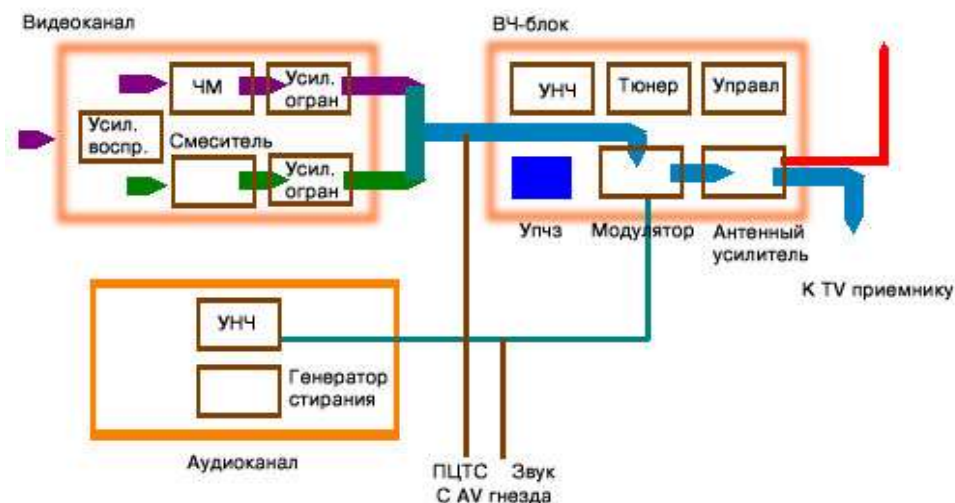 Видеоканал
ВЧ-блок
ЧМ
Усил.
огран
УНЧ
Тюнер
Управл
Усил.
воспр.
Смеситель
Усил.
огран
Упчз
Модулятор
Антенный
усилитель
К TV приемнику
УНЧ
Генератор
стирания
Аудиоканал
ПЦТС Звук
С AV гнезда